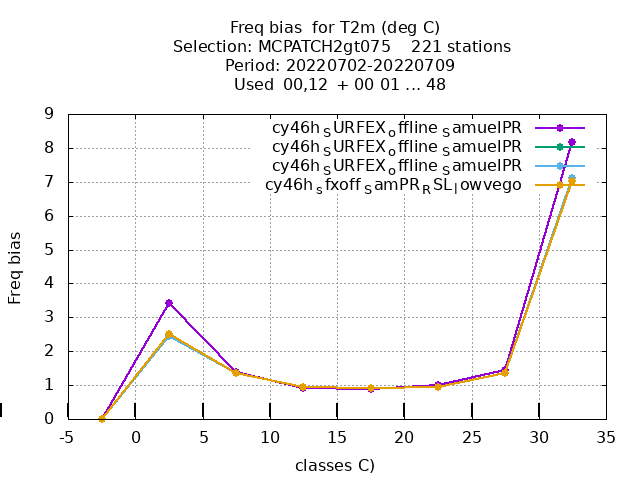 Freq bias  for T2m (deg C)
Selection: MCPATCH2gt075    221 stations
Period: 20220702-20220709
Used  00,12  + 00 01 ... 48
cy46h_SURFEX_offline_SamuelPR
cy46h_SURFEX_offline_SamuelPR
cy46h_SURFEX_offline_SamuelPR
cy46h_sfxoff_SamPR_RSL_lowvego
9
8
7
6
5
4
3
2
1
0
Freq bias
-5 0 5 10 15 20 25 30 35
classes C)